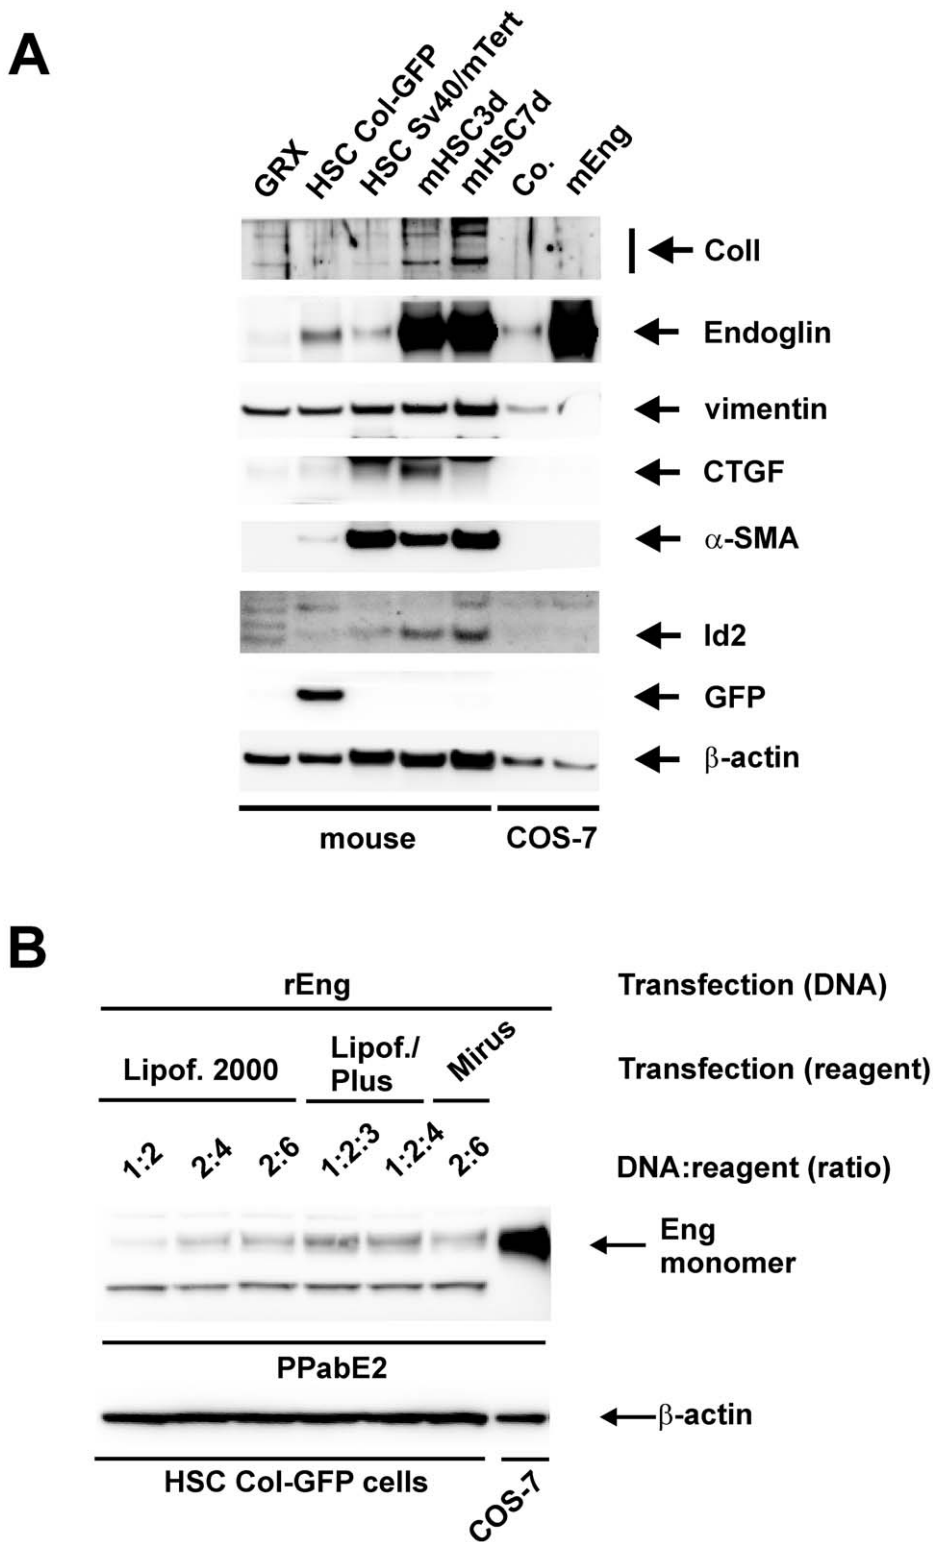 A
GRX
HSC Col-GFP
HSC Sv40/mTert
mHSC3d
mHSC7d
Co.
mEng
ColI
Endoglin
vimentin
CTGF
α-SMA
Id2
GFP
β-actin
mouse
COS-7
B
rEng
Transfection (DNA)
Lipof. 2000
Lipof./
Plus
Mirus
Transfection (reagent)
1:2
2:4
2:6
1:2:3
1:2:4
2:6
DNA:reagent (ratio)
Eng
monomer
PPabE2
β-actin
HSC Col-GFP cells
COS-7